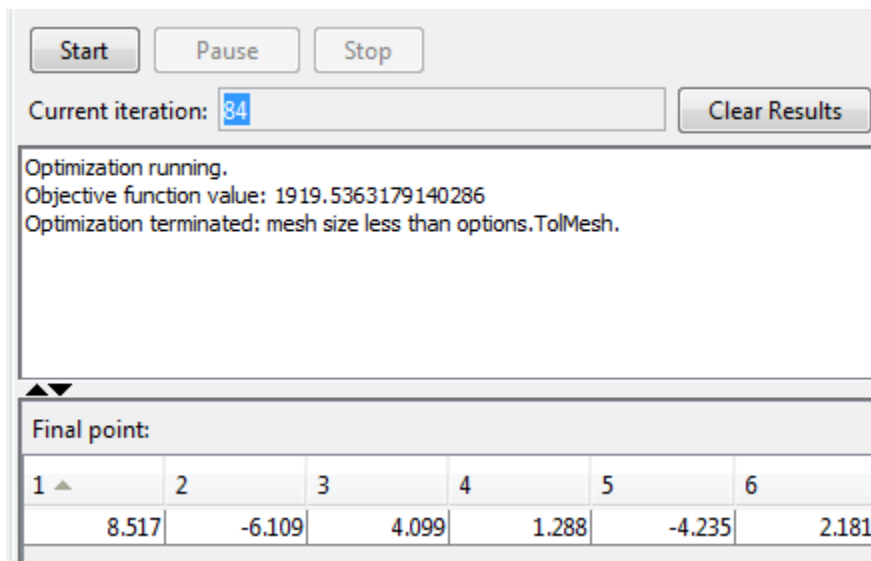 Start Pause Stop
Current iteration: 84 Clear Results
Optimization running.
Objective function value: 1919.5363179140286
Optimization terminated: mesh size less than options.TolMesh.
Final point:
1 2 3 4 5 6
8.517 -6.109 4.099 1.288 -4.235 2.181